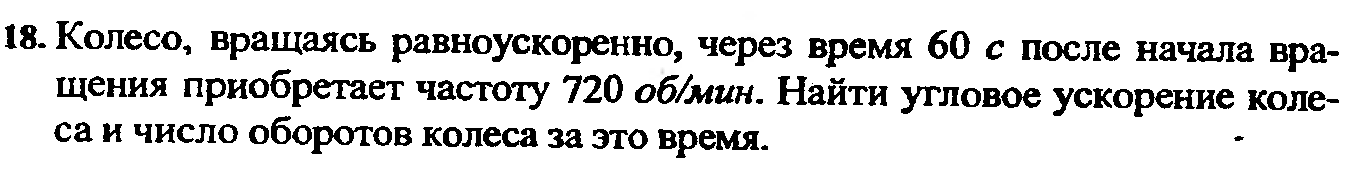 18. Колесо, вращаясь равноускоренно, через время 60 с после начала вра-
щения приобретает частоту 720 об/мин. Найти угловое ускорение коле-
са и число оборотов колеса за это время.